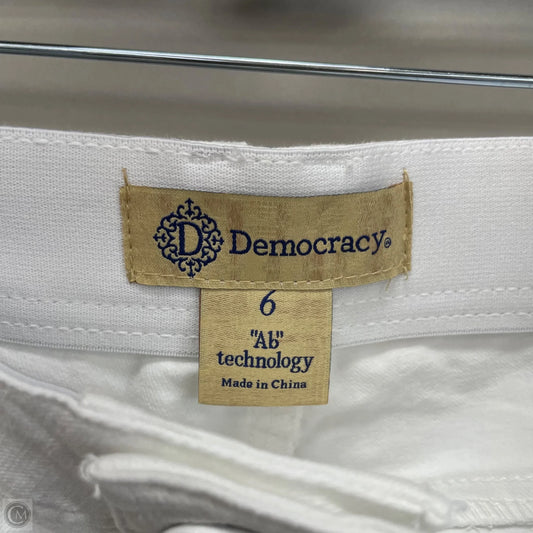 D Democracy®
6
"Ab"
technology
Made in China
M